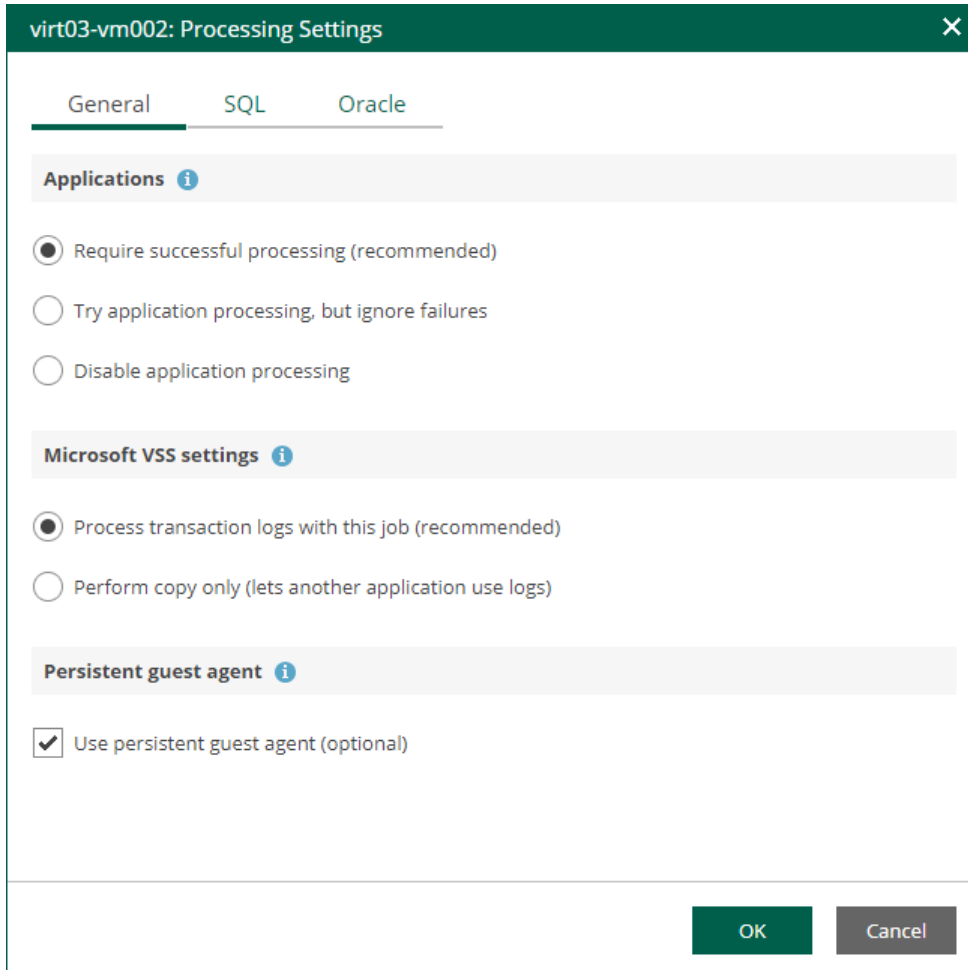 virt03-vm002: Processing Settings
General SQL Oracle
Applications
Require successful processing (recommended)
Try application processing, but ignore failures
Disable application processing
Microsoft VSS settings
Process transaction logs with this job (recommended)
Perform copy only (lets another application use logs)
Persistent guest agent
Use persistent guest agent (optional)
OK Cancel